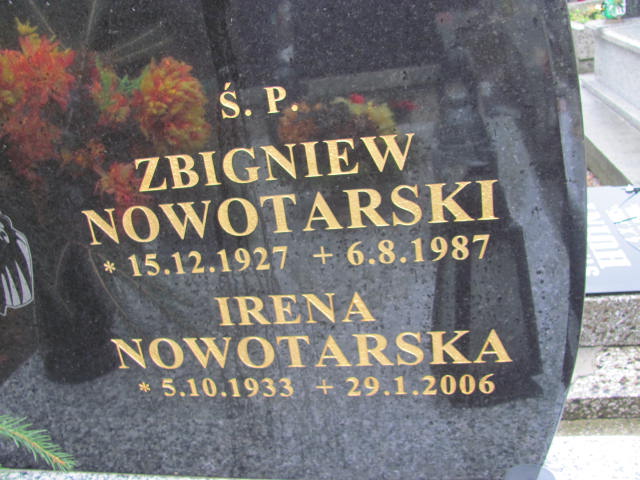 Ś. P.
ZBIGNIEW
NOWOTARSKI
* 15.12.1927 + 6.8.1987
IRENA
NOWOTARSKA
* 5.10.1933 + 29.1.2006